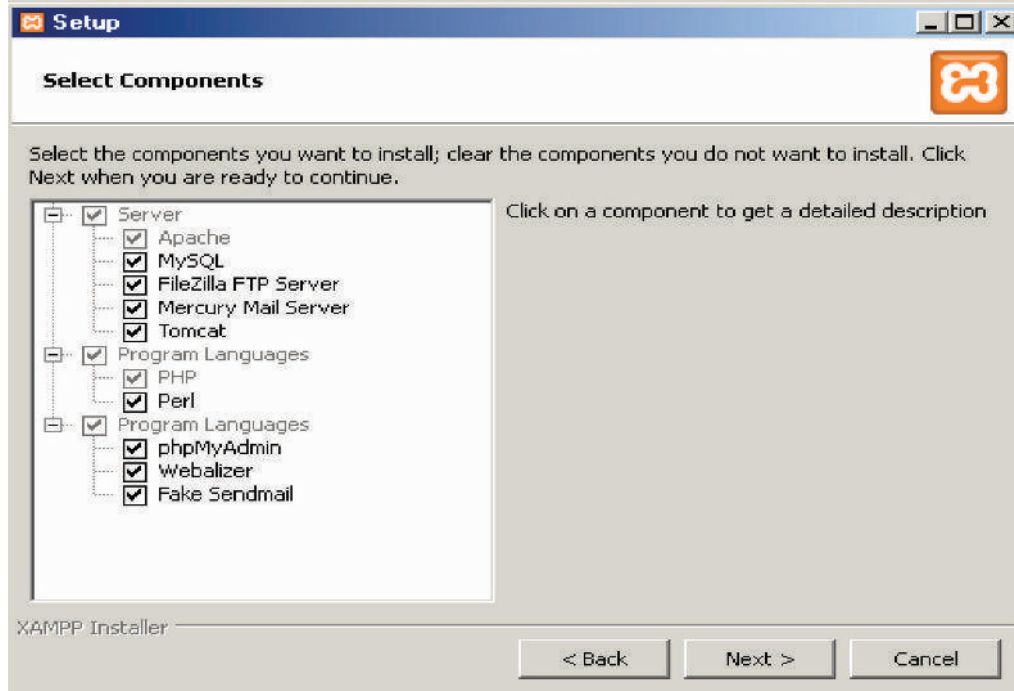 Setup
Select Components
Select the components you want to install; clear the components you do not want to install. Click
Next when you are ready to continue.
Server
Apache
MySQL
FileZilla FTP Server
Mercury Mail Server
Tomcat
Program Languages
PHP
Perl
Program Languages
phpMyAdmin
Webalizer
Fake Sendmail
Click on a component to get a detailed description
XAMPP Installer
< Back
Next >
Cancel